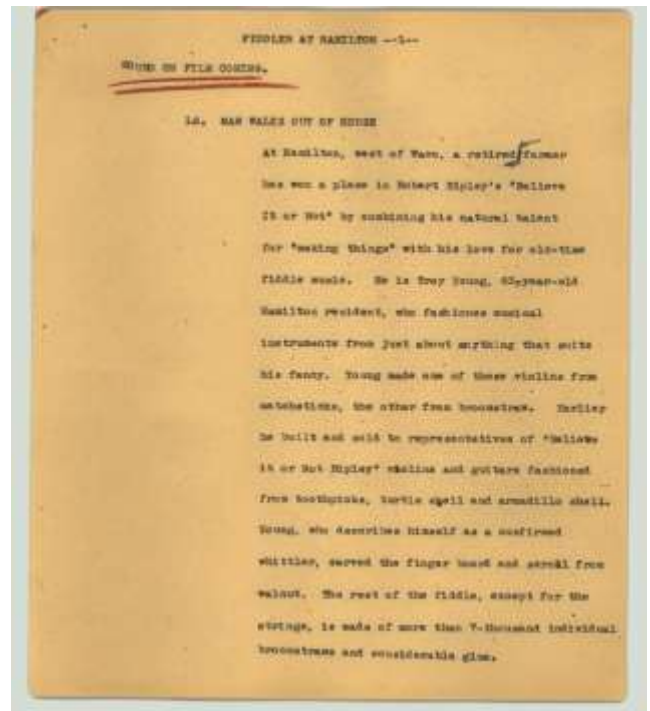 FIDDLER AT HAMILTON --1--
SOUND ON FILM COMING.
LS. MAN WALKS OUT OF HOUSE
At Hamilton, west of Waco, a retired farmer
has won a place in Robert Ripley's "Believe
It or Not" by combining his natural talent
for "making things" with his love for old-time
fiddle music. He is Troy Young, -year-old
Hamilton resident, who fashiones musical
instruments from just about anything that suits
his fancy. Young made one of these violins from
matchsticks, the other from broomstraw. Earlier
he built and sold to representatives of "Believe
it or Not Ripley" violins and guitars fashioned
from toothpicks, turtle shell and armadillo shell.
Young, who describes himself as a confirmed
whittler, carved the finger board and scroll from
walnut. The rest of the fiddle, except for the
strings, is made of more than 7-thousand individual
broomstraws and considerable glue.